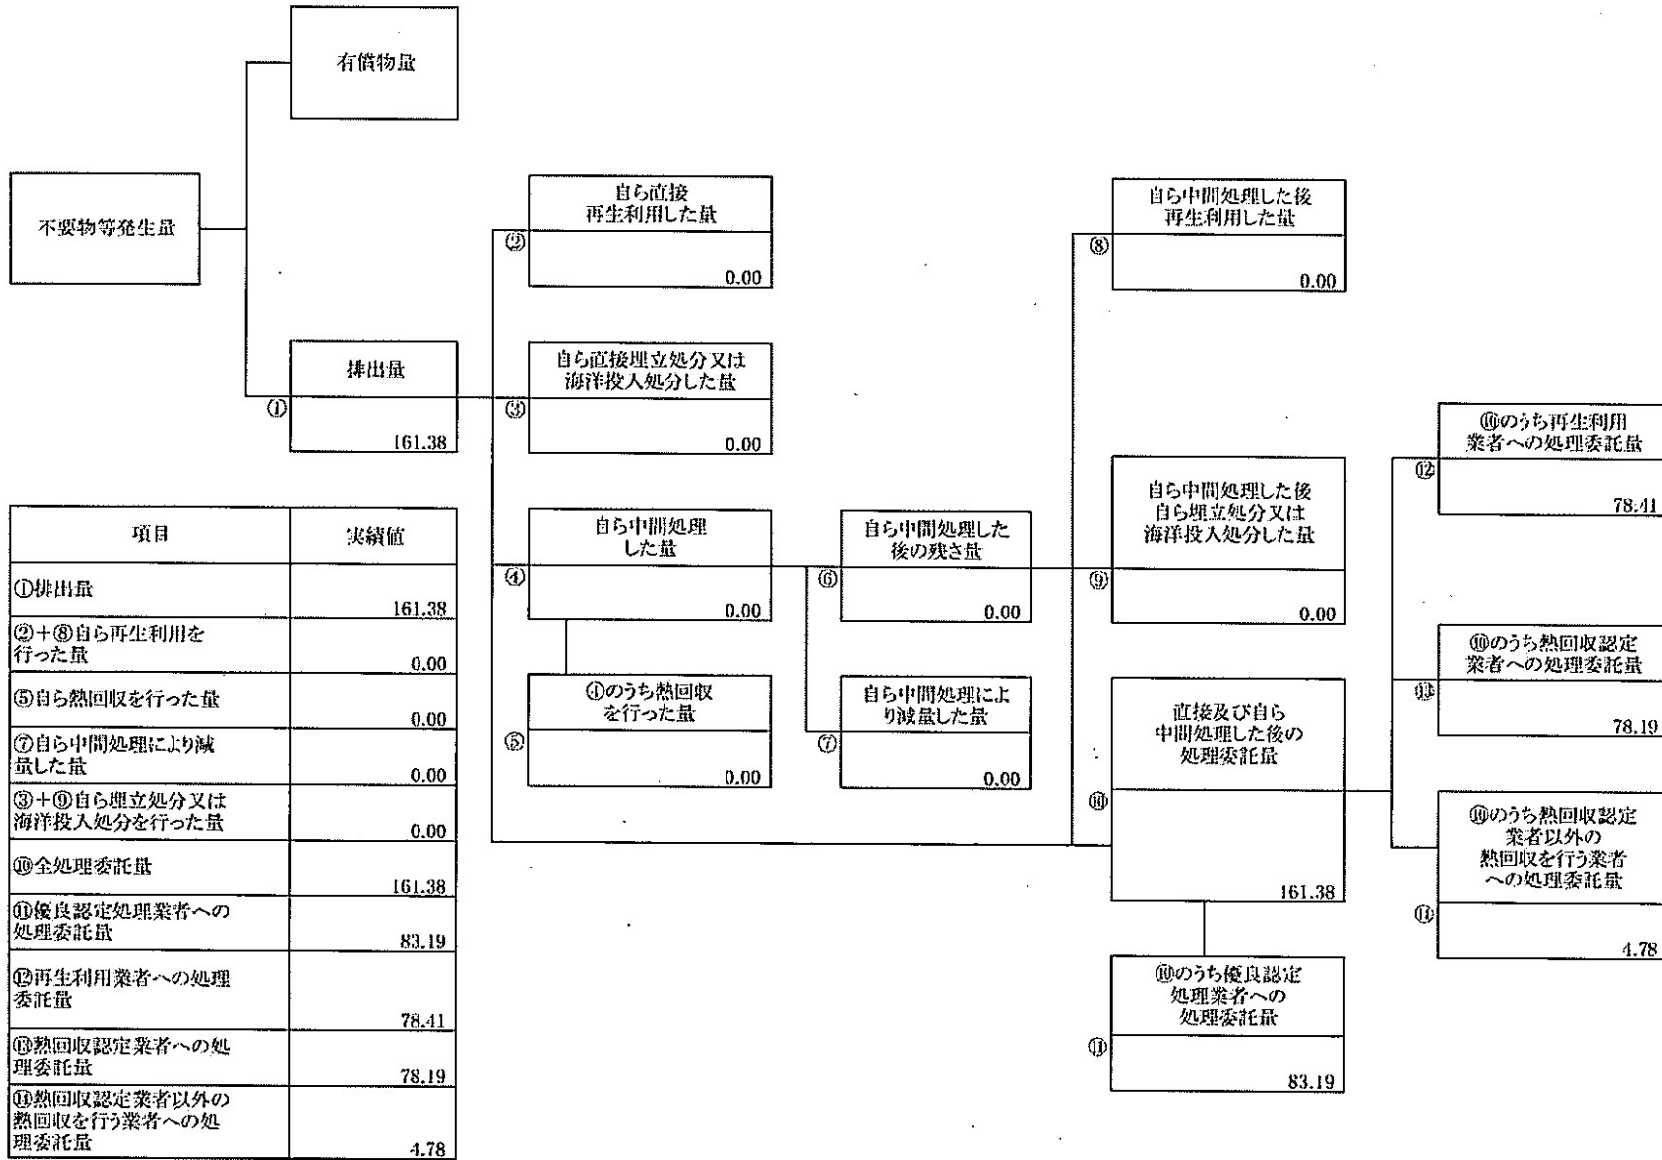 有償物量
不要物等発生量
排出量
①
161.38
自ら直接
再生利用した量
②
0.00
自ら直接埋立処分又は
海洋投入処分した量
③
0.00
自ら中間処理
した量
④
0.00
④のうち熱回収
を行った量
⑤
0.00
自ら中間処理した
後の残さ量
⑥
0.00
自ら中間処理によ
り減量した量
⑦
0.00
自ら中間処理した後
再生利用した量
⑧
0.00
自ら中間処理した後
自ら埋立処分又は
海洋投入処分した量
⑨
0.00
直接及び自ら
中間処理した後の
処理委託量
⑩
161.38
⑩のうち優良認定
処理業者への
処理委託量
⑪
83.19
⑩のうち再生利用
業者への処理委託量
⑫
78.41
⑩のうち熱回収認定
業者への処理委託量
⑬
78.19
⑩のうち熱回収認定
業者以外の
熱回収を行う業者
への処理委託量
⑭
4.78
項目 実績値
①排出量
161.38
②+⑧自ら再生利用を
行った量
0.00
⑤自ら熱回収を行った量
0.00
⑦自ら中間処理により減
量した量
0.00
③+⑨自ら埋立処分又は
海洋投入処分を行った量
0.00
⑩全処理委託量
161.38
⑪優良認定処理業者への
処理委託量
83.19
⑫再生利用業者への処理
委託量
78.41
⑬熱回収認定業者への処
理委託量
78.19
⑭熱回収認定業者以外の
熱回収を行う業者への処
理委託量
4.78